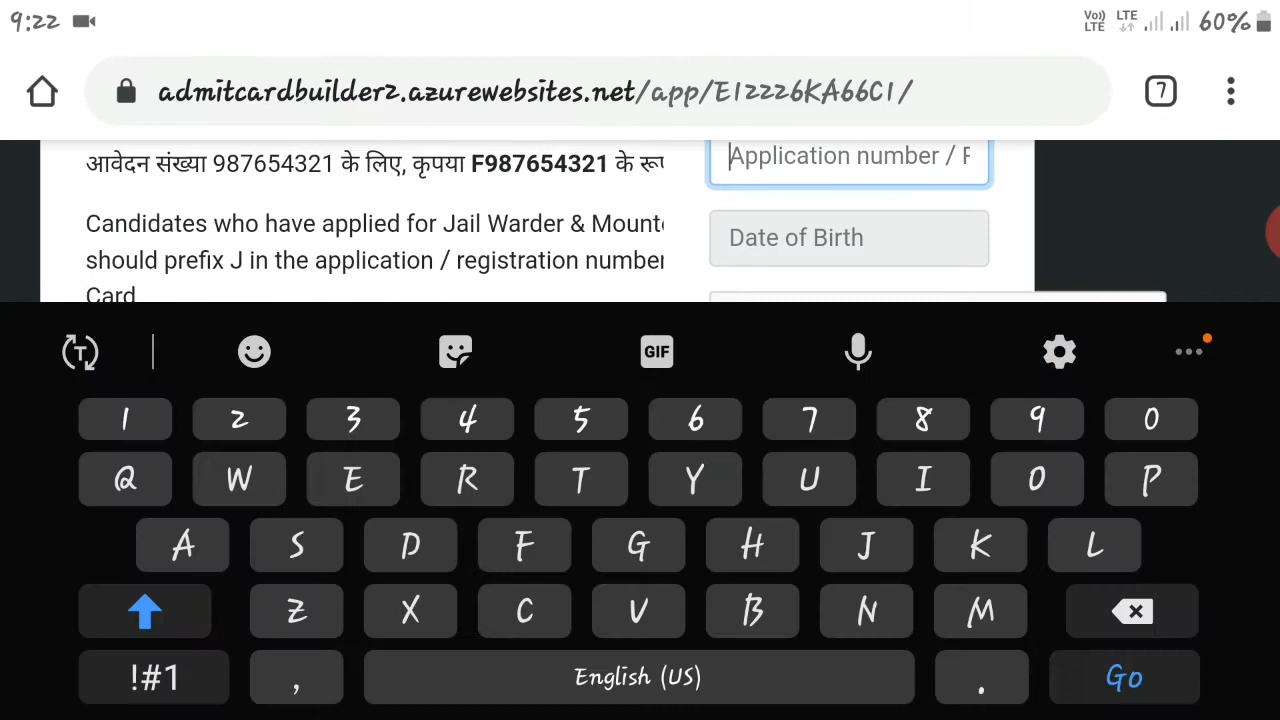 9:22 Vo)) LTE LTE 60%
admitcardbuilder2.azurewebsites.net/app/E12226KA66C1/ 7
आवेदन संख्या 987654321 के लिए, कृपया F987654321 के
Application number /
Candidates who have applied for Jail Warder &
Date of Birth
should prefix J in the application / registration number
Card
T GIF
1 2 3 4 5 6 7 8 9 0
Q W E R T Y U I O P
A S D F G H J K L
Z X C V B N M
!#1 , English (US) . Go